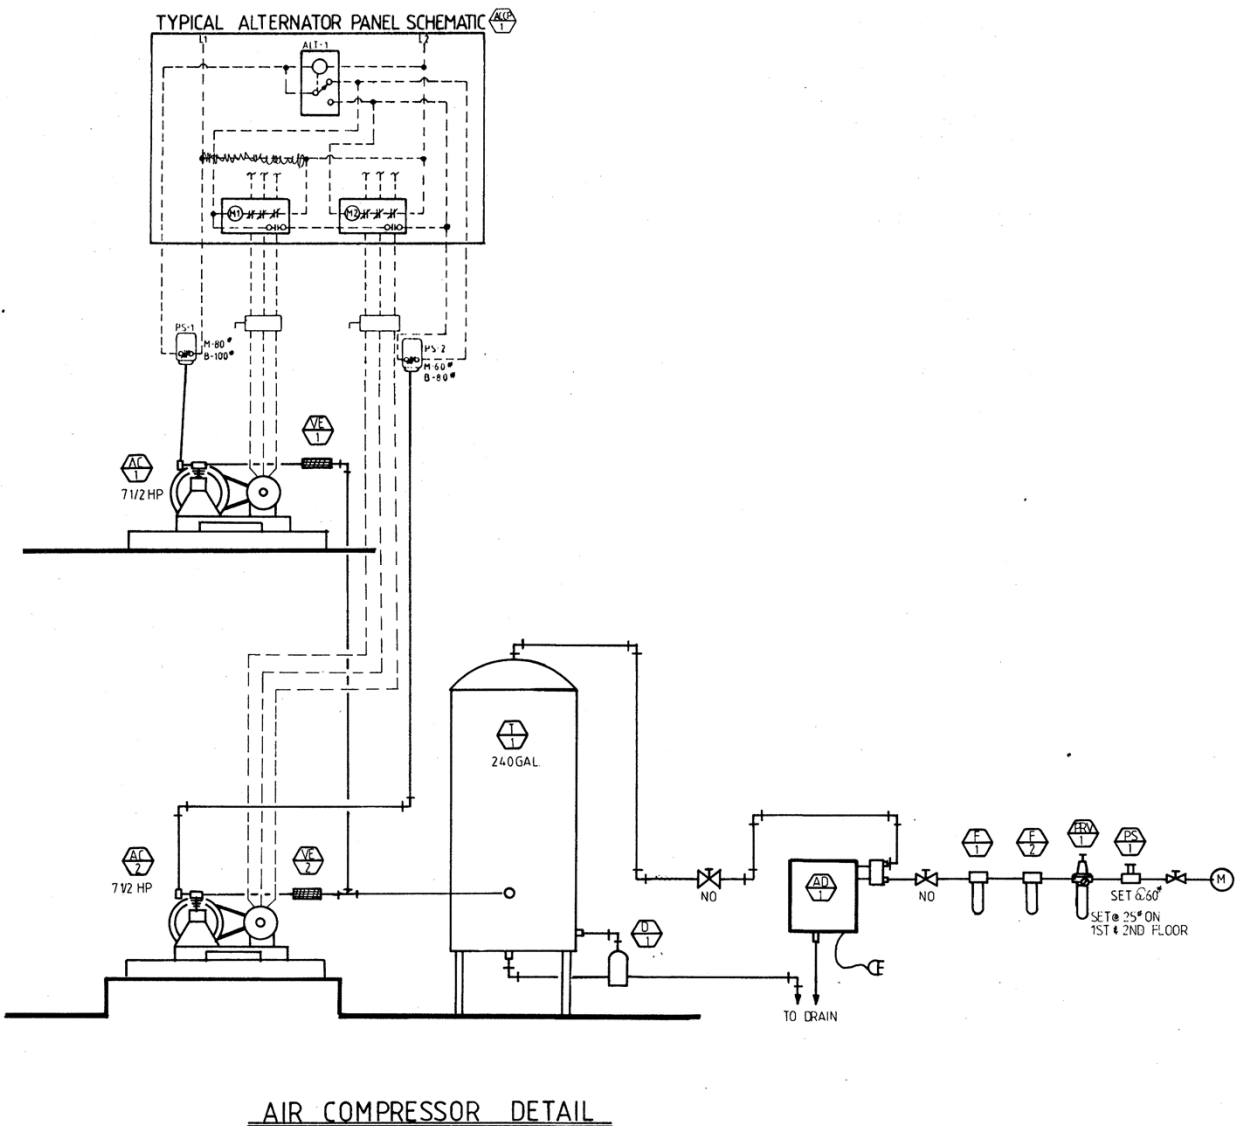 TYPICAL ALTERNATOR PANEL SCHEMATIC
ACCP
1
L1
ALT-1
L2
M1
M2
PS-1
M-80#
B-100#
PS-2
M-60#
B-80#
VE
1
AC
1
7 1/2 HP
T
1
240 GAL.
AC
2
7 1/2 HP
VE
2
NO
D
1
AD
1
TO DRAIN
NO
F
1
F
2
PRV
1
PS
1
SET @ 60#
SET @ 25# ON
1ST & 2ND FLOOR
M
AIR COMPRESSOR DETAIL